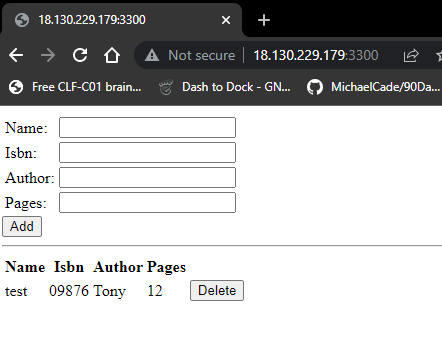 18.130.229.179:3300
Not secure 18.130.229.179:3300
Free CLF-C01 brain... Dash to Dock - GN... MichaelCade/90Da...
Name:
Isbn:
Author:
Pages:
Add
Name Isbn Author Pages
test 09876 Tony 12 Delete